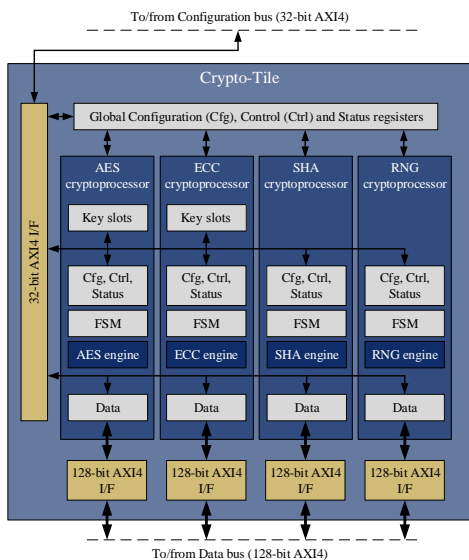 To/from Configuration bus (32-bit AXI4)
Crypto-Tile
Global Configuration (Cfg), Control (Ctrl) and Status regsisters
32-bit AXI4 I/F
AES
cryptoprocessor
ECC
cryptoprocessor
SHA
cryptoprocessor
RNG
cryptoprocessor
Key slots
Key slots
Cfg, Ctrl,
Status
Cfg, Ctrl,
Status
Cfg, Ctrl,
Status
Cfg, Ctrl,
Status
FSM
FSM
FSM
FSM
AES engine
ECC engine
SHA engine
RNG engine
Data
Data
Data
Data
128-bit AXI4
I/F
128-bit AXI4
I/F
128-bit AXI4
I/F
128-bit AXI4
I/F
To/from Data bus (128-bit AXI4)